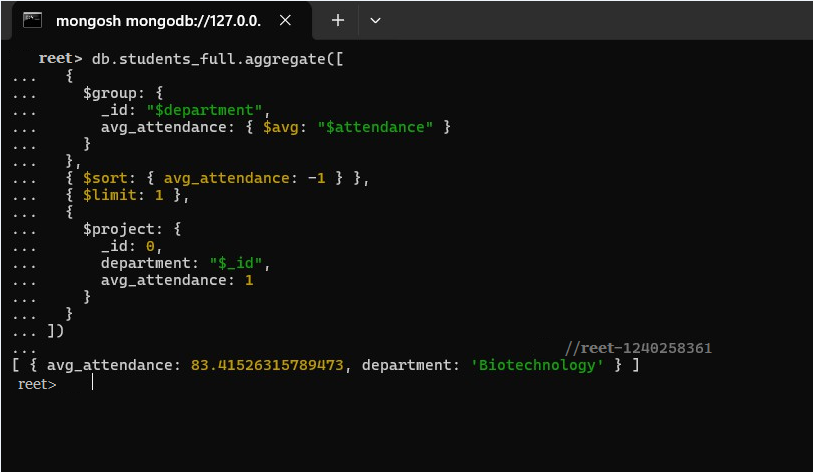 mongosh mongodb://127.0.0.
reet> db.students_full.aggregate([
...   {
...     $group: {
...       _id: "$department",
...       avg_attendance: { $avg: "$attendance" }
...     }
...   },
...   { $sort: { avg_attendance: -1 } },
...   { $limit: 1 },
...   {
...     $project: {
...       _id: 0,
...       department: "$_id",
...       avg_attendance: 1
...     }
...   }
... ])
... //reet-1240258361
[ { avg_attendance: 83.41526315789473, department: 'Biotechnology' } ]
reet>